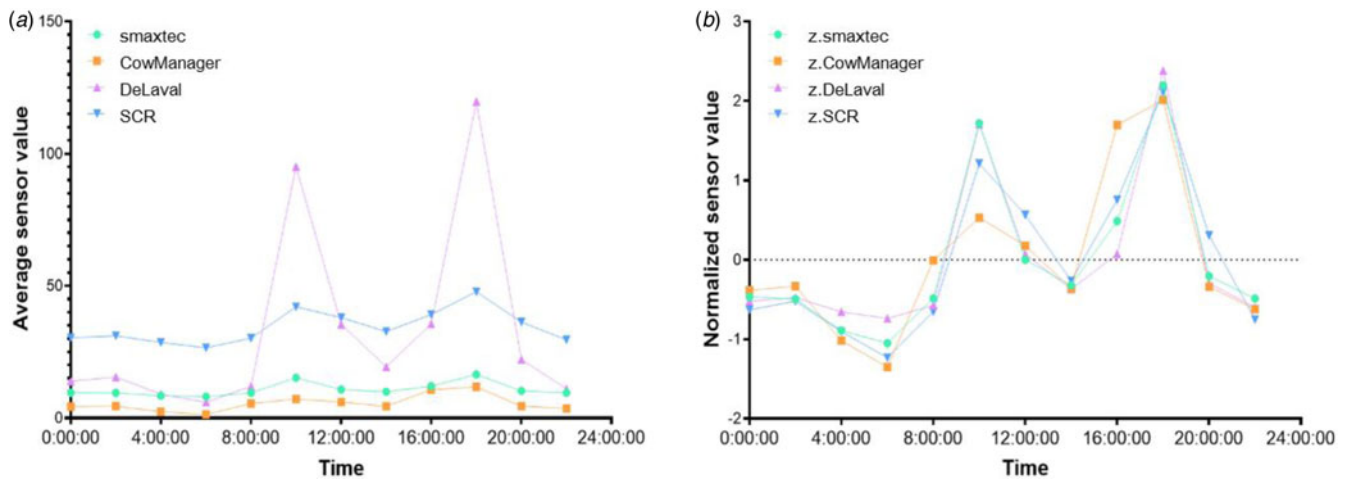 (a)
150
100
50
0
Average sensor value
smaxtec
CowManager
DeLaval
SCR
0:00:00 4:00:00 8:00:00 12:00:00 16:00:00 20:00:00 24:00:00
Time
(b)
3
2
1
0
-1
-2
Normalized sensor value
z.smaxtec
z.CowManager
z.DeLaval
z.SCR
0:00:00 4:00:00 8:00:00 12:00:00 16:00:00 20:00:00 24:00:00
Time